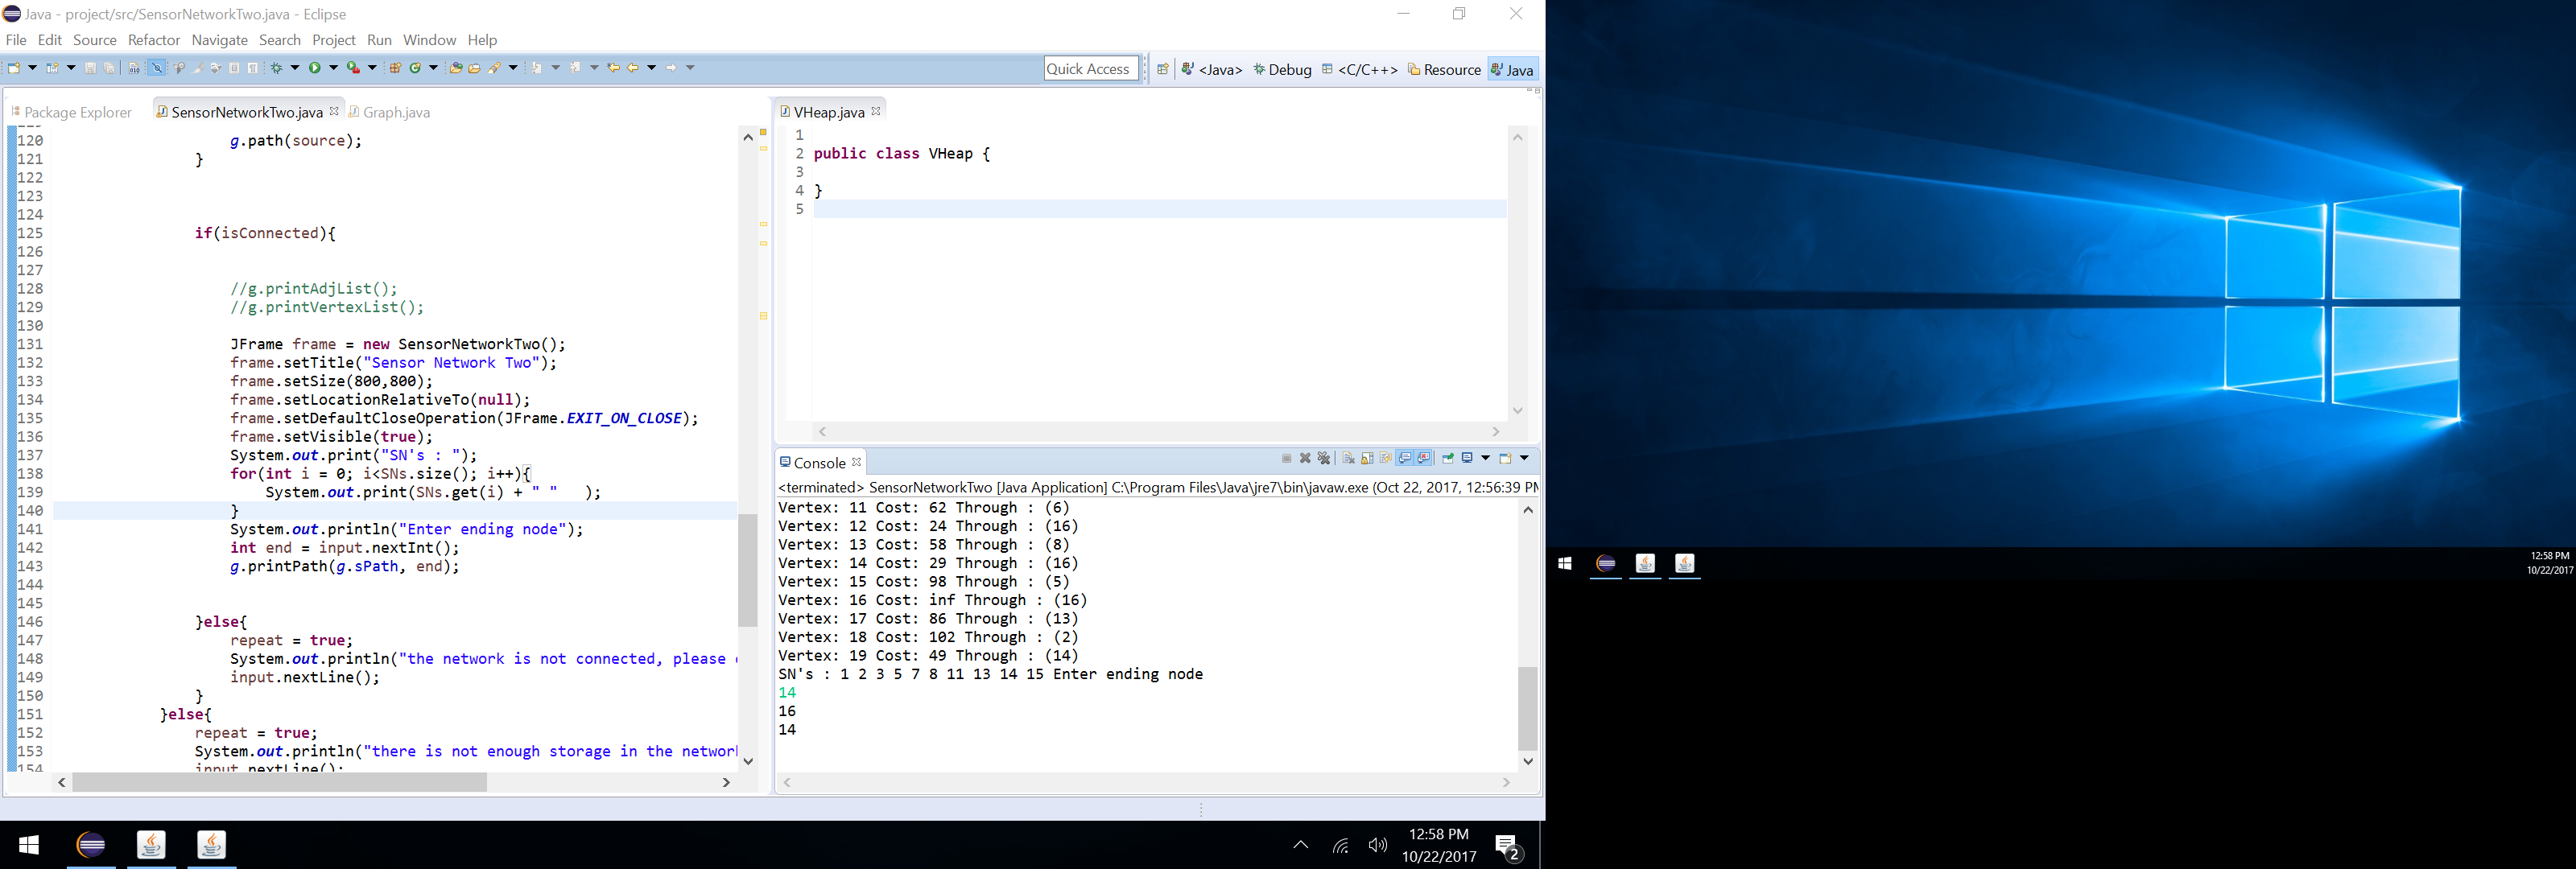 Java - project/src/SensorNetworkTwo.java - Eclipse
File Edit Source Refactor Navigate Search Project Run Window Help
Quick Access <Java> Debug <C/C++> Resource Java
Package Explorer SensorNetworkTwo.java Graph.java
120 g.path(source);
121 }
122
123
124
125 if(isConnected){
126
127
128 //g.printAdjList();
129 //g.printVertexList();
130
131 JFrame frame = new SensorNetworkTwo();
132 frame.setTitle("Sensor Network Two");
133 frame.setSize(800,800);
134 frame.setLocationRelativeTo(null);
135 frame.setDefaultCloseOperation(JFrame.EXIT_ON_CLOSE);
136 frame.setVisible(true);
137 System.out.print("SN's : ");
138 for(int i = 0; i<SNs.size(); i++){
139 System.out.print(SNs.get(i) + " " );
140 }
141 System.out.println("Enter ending node");
142 int end = input.nextInt();
143 g.printPath(g.sPath, end);
144
145
146 }else{
147 repeat = true;
148 System.out.println("the network is not connected, please
149 input.nextLine();
150 }
151 }else{
152 repeat = true;
153 System.out.println("there is not enough storage in the networ
154 input.nextLine();
VHeap.java
1
2 public class VHeap {
3
4 }
5
Console
<terminated> SensorNetworkTwo [Java Application] C:\Program Files\Java\jre7\bin\javaw.exe (Oct 22, 2017, 12:56:39 PM
Vertex: 11 Cost: 62 Through : (6)
Vertex: 12 Cost: 24 Through : (16)
Vertex: 13 Cost: 58 Through : (8)
Vertex: 14 Cost: 29 Through : (16)
Vertex: 15 Cost: 98 Through : (5)
Vertex: 16 Cost: inf Through : (16)
Vertex: 17 Cost: 86 Through : (13)
Vertex: 18 Cost: 102 Through : (2)
Vertex: 19 Cost: 49 Through : (14)
SN's : 1 2 3 5 7 8 11 13 14 15 Enter ending node
14
16
14
12:58 PM
10/22/2017
2
12:58 PM
10/22/2017